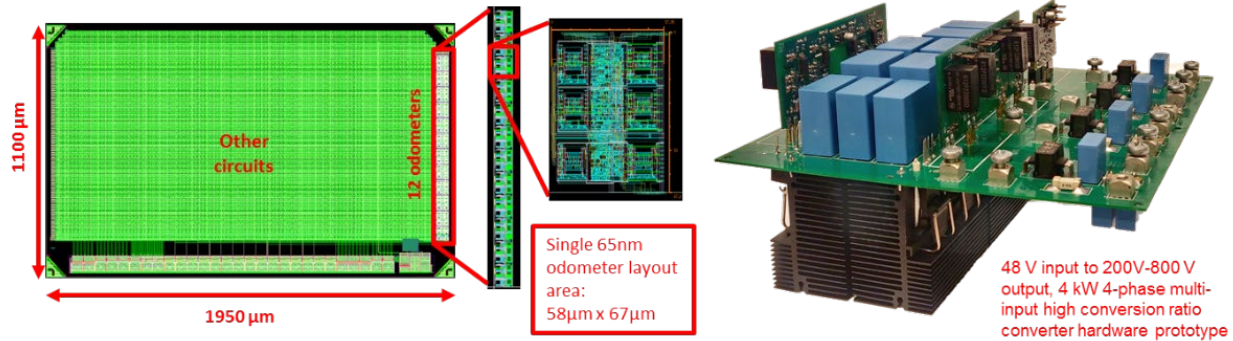 1100 µm
Other
circuits
12 odometers
1950 µm
Single 65nm
odometer layout
area:
58µm x 67µm
48 V input to 200V-800 V
output, 4 kW 4-phase multi-
input high conversion ratio
converter hardware prototype